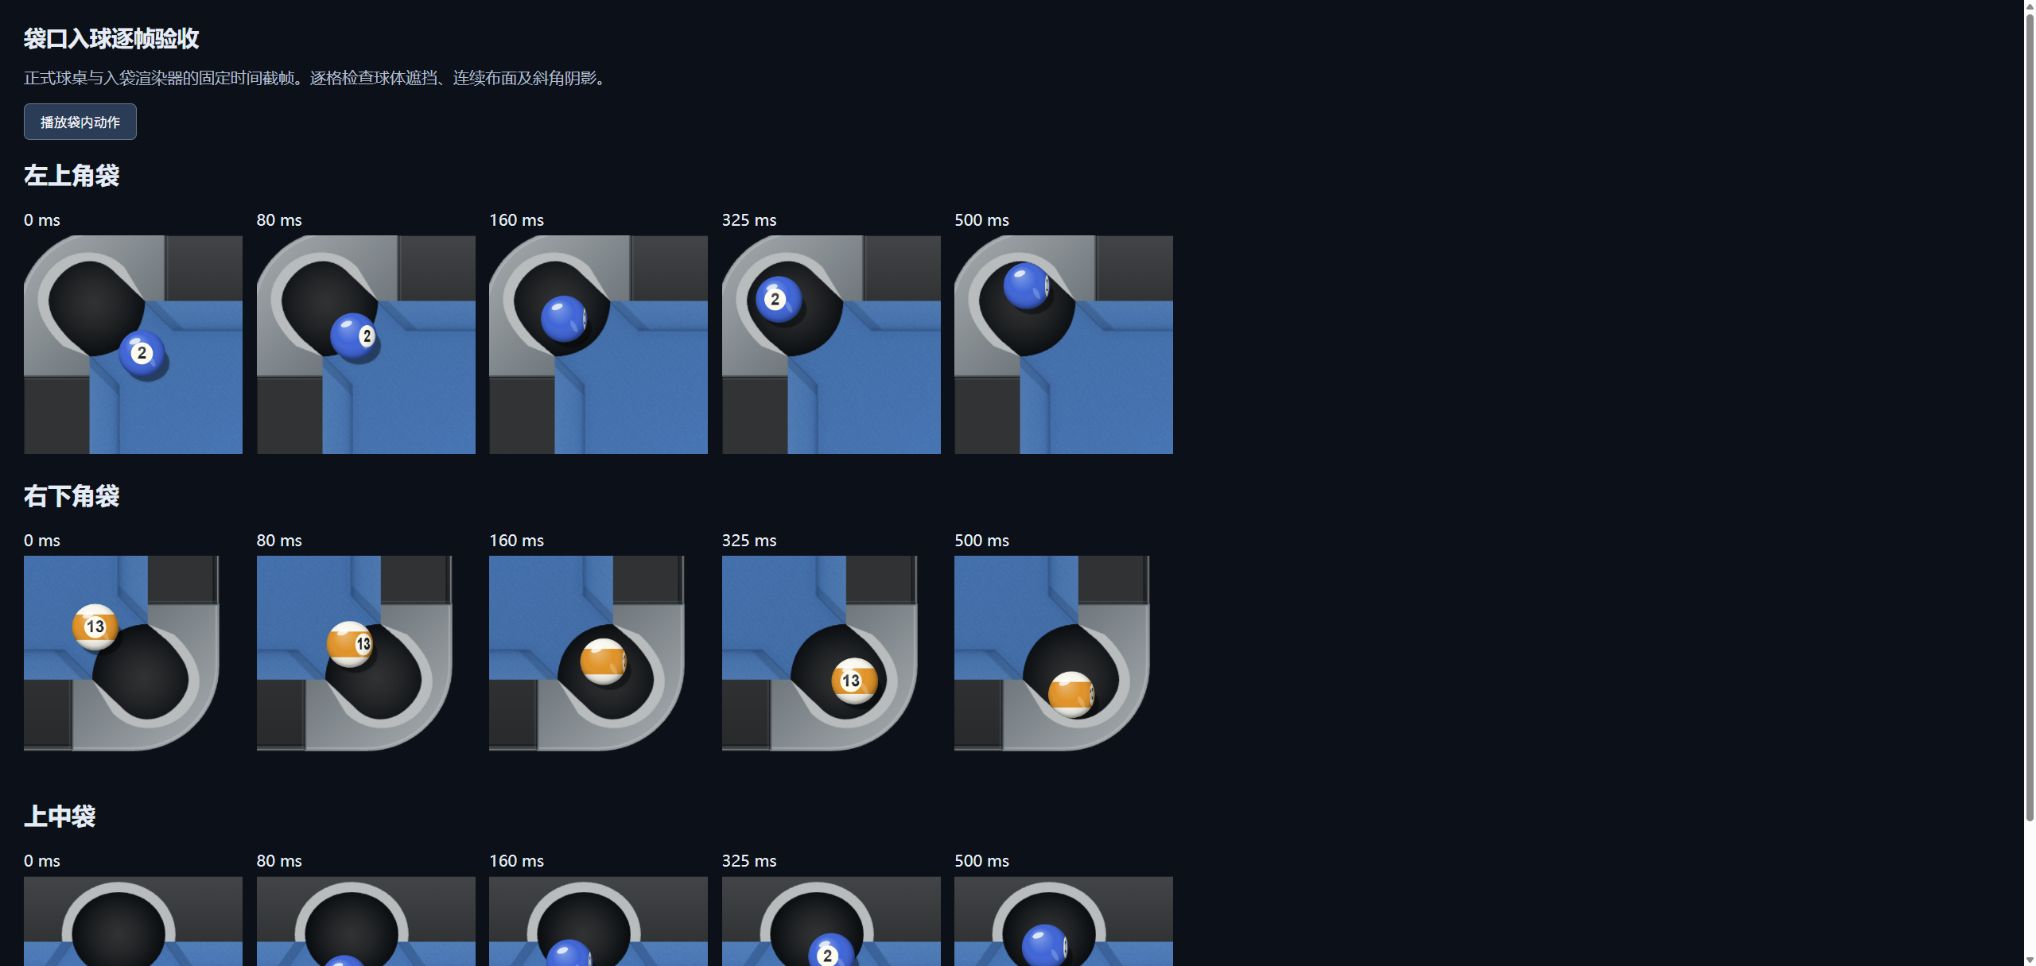 袋口入球逐帧验收
正式球桌与入袋渲染器的固定时间截帧。逐格检查球体遮挡、连续布面及斜角阴影。
播放袋内动作
左上角袋
0 ms 80 ms 160 ms 325 ms 500 ms
2 2 2
右下角袋
0 ms 80 ms 160 ms 325 ms 500 ms
13 13 13
上中袋
0 ms 80 ms 160 ms 325 ms 500 ms
2